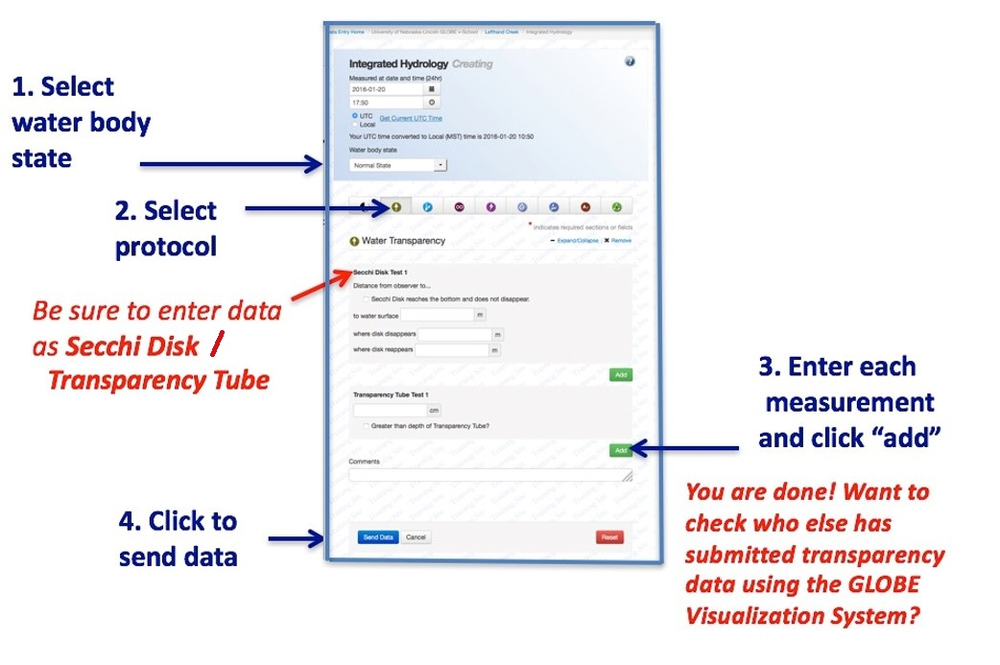 ata Entry Home / University of Nebraska-Lincoln GLOBE v-School / Lefthand Creek / Integrated Hydrology
Integrated Hydrology Creating
Measured at date and time (24hr)
2016-01-20
17:50
UTC
Get Current UTC Time
Local
Your UTC time converted to Local (MST) time is 2016-01-20 10:50
Water body state
Normal State
1. Select
water body
state
2. Select
protocol
* indicates required sections or fields
Water Transparency
Expand/Collapse
Remove
Secchi Disk Test 1
Distance from observer to...
Secchi Disk reaches the bottom and does not disappear.
to water surface
m
where disk disappears
m
where disk reappears
m
Add
Be sure to enter data
as Secchi Disk /
Transparency Tube
Transparency Tube Test 1
cm
Greater than depth of Transparency Tube?
Add
3. Enter each
measurement
and click “add”
Comments
4. Click to
send data
Send Data
Cancel
Reset
You are done! Want to
check who else has
submitted transparency
data using the GLOBE
Visualization System?